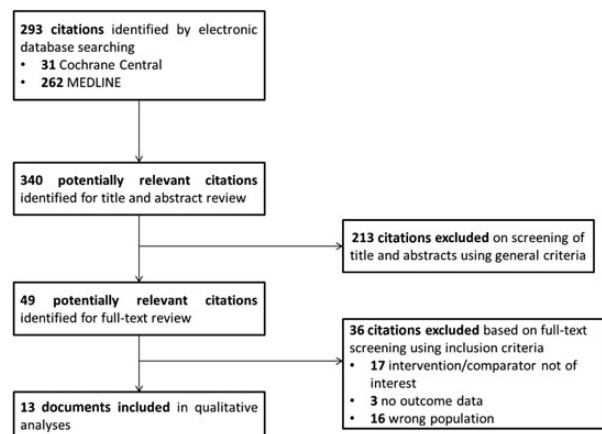 293 citations identified by electronic
database searching
• 31 Cochrane Central
• 262 MEDLINE
340 potentially relevant citations
identified for title and abstract review
213 citations excluded on screening of
title and abstracts using general criteria
49 potentially relevant citations
identified for full-text review
36 citations excluded based on full-text
screening using inclusion criteria
• 17 intervention/comparator not of
interest
• 3 no outcome data
• 16 wrong population
13 documents included in qualitative
analyses